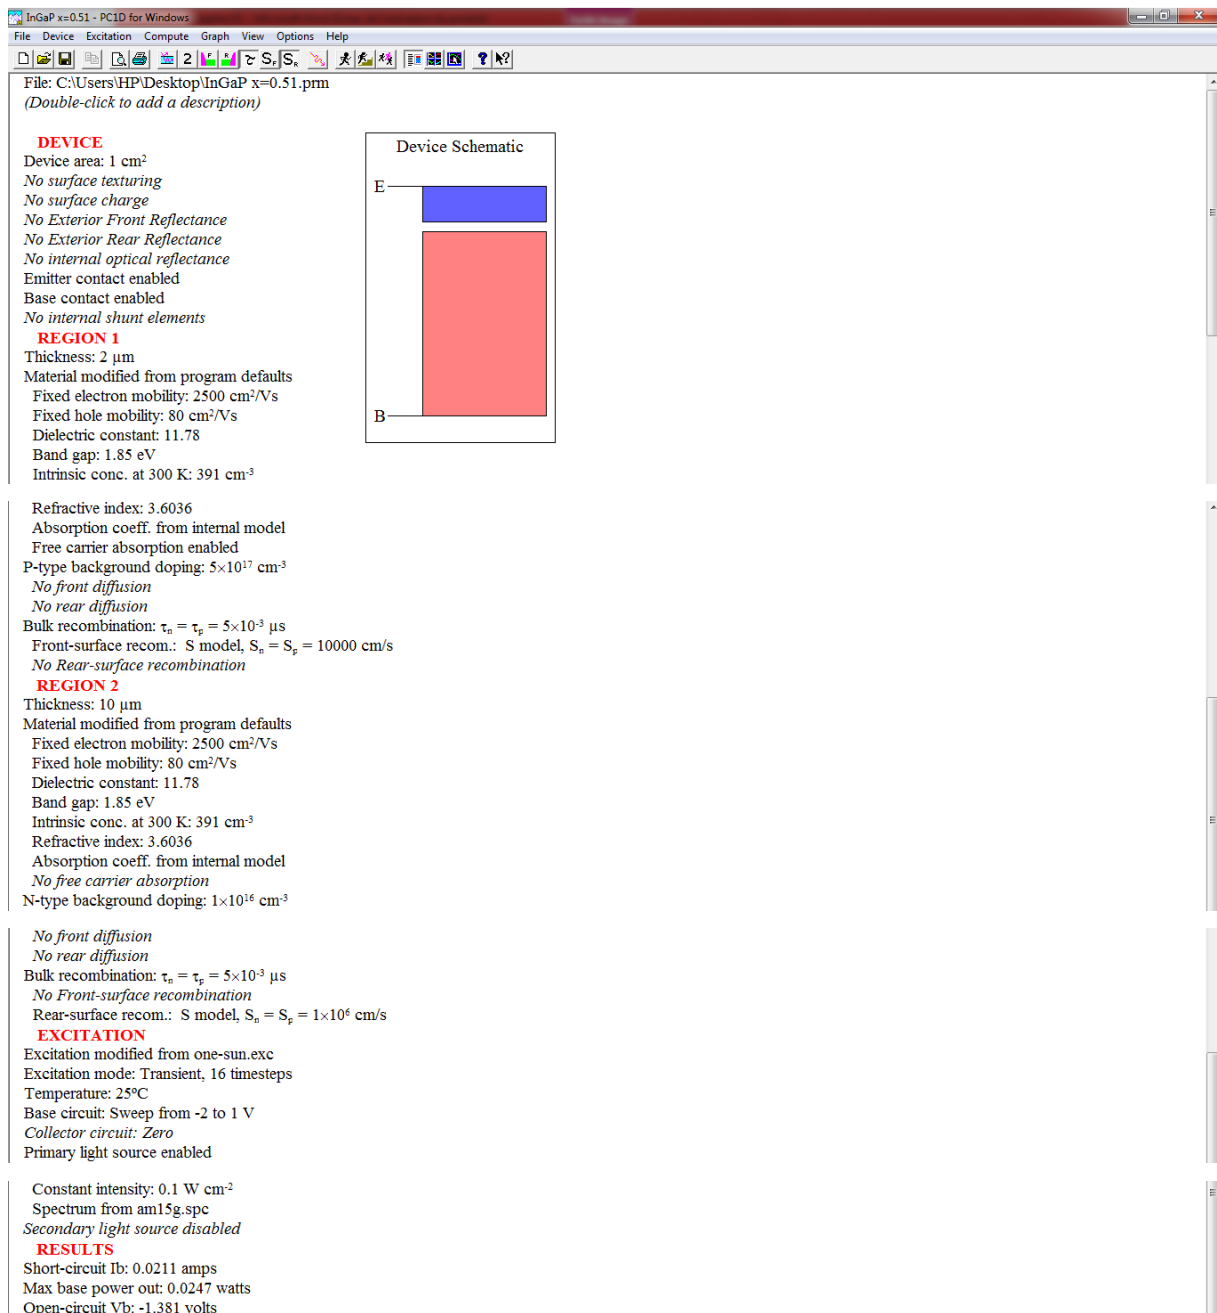 InGaP x=0.51 - PC1D for Windows
File Device Excitation Compute Graph View Options Help
File: C:\Users\HP\Desktop\InGaP x=0.51.prm
(Double-click to add a description)
DEVICE
Device area: 1 cm²
No surface texturing
No surface charge
No Exterior Front Reflectance
No Exterior Rear Reflectance
No internal optical reflectance
Emitter contact enabled
Base contact enabled
No internal shunt elements
Device Schematic
E
B
REGION 1
Thickness: 2 µm
Material modified from program defaults
Fixed electron mobility: 2500 cm²/Vs
Fixed hole mobility: 80 cm²/Vs
Dielectric constant: 11.78
Band gap: 1.85 eV
Intrinsic conc. at 300 K: 391 cm⁻³
Refractive index: 3.6036
Absorption coeff. from internal model
Free carrier absorption enabled
P-type background doping: 5×10¹⁷ cm⁻³
No front diffusion
No rear diffusion
Bulk recombination: τₙ = τₚ = 5×10⁻³ µs
Front-surface recom.: S model, Sₙ = Sₚ = 10000 cm/s
No Rear-surface recombination
REGION 2
Thickness: 10 µm
Material modified from program defaults
Fixed electron mobility: 2500 cm²/Vs
Fixed hole mobility: 80 cm²/Vs
Dielectric constant: 11.78
Band gap: 1.85 eV
Intrinsic conc. at 300 K: 391 cm⁻³
Refractive index: 3.6036
Absorption coeff. from internal model
No free carrier absorption
N-type background doping: 1×10¹⁶ cm⁻³
No front diffusion
No rear diffusion
Bulk recombination: τₙ = τₚ = 5×10⁻³ µs
No Front-surface recombination
Rear-surface recom.: S model, Sₙ = Sₚ = 1×10⁶ cm/s
EXCITATION
Excitation modified from one-sun.exc
Excitation mode: Transient, 16 timesteps
Temperature: 25ºC
Base circuit: Sweep from -2 to 1 V
Collector circuit: Zero
Primary light source enabled
Constant intensity: 0.1 W cm⁻²
Spectrum from am15g.spc
Secondary light source disabled
RESULTS
Short-circuit Ib: 0.0211 amps
Max base power out: 0.0247 watts
Open-circuit Vb: -1.381 volts